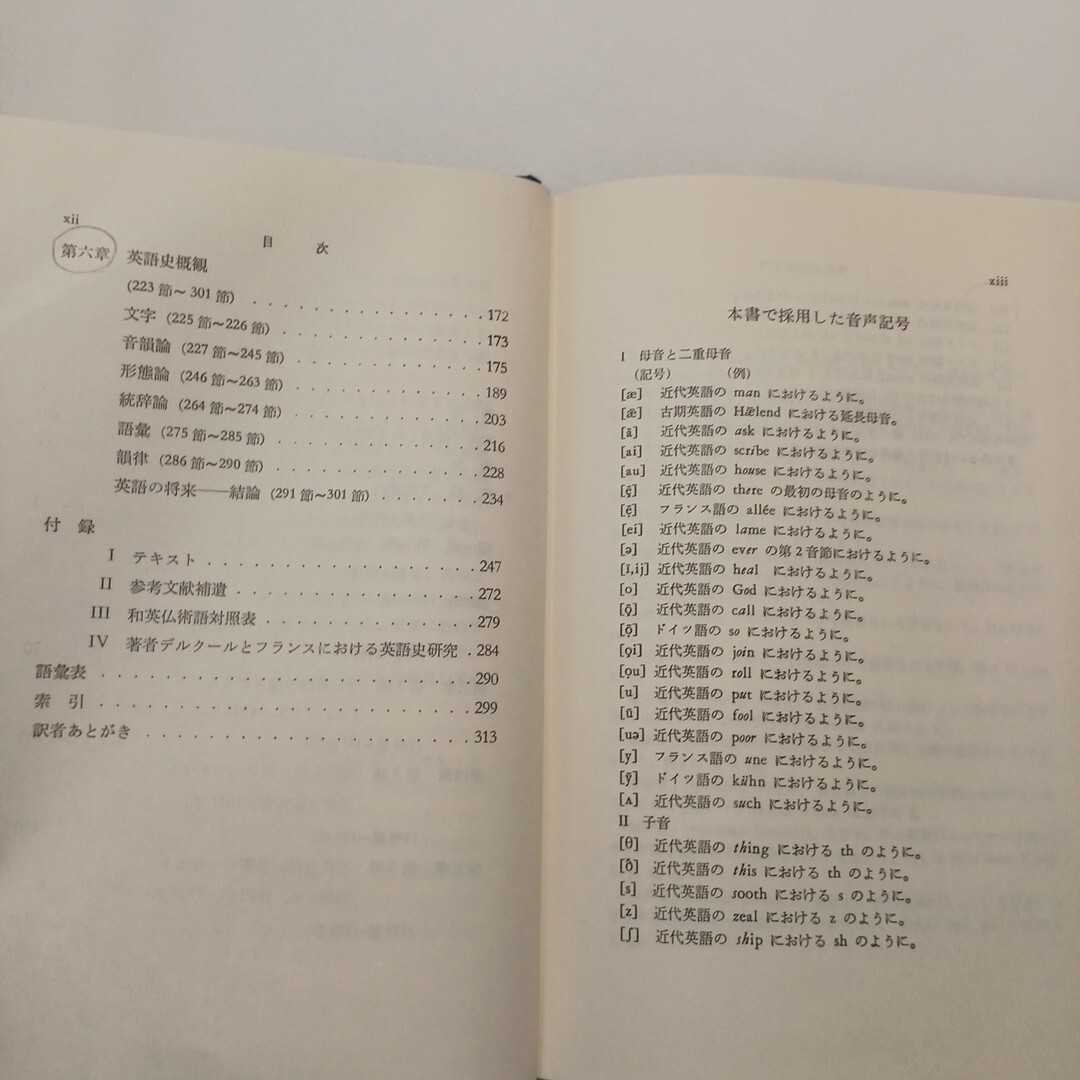 xii
目 次
第六章 英語史概観
(223 節〜301 節) . . . . . . . . . . . . . 172
文字 (225 節〜226 節) . . . . . . . . . . . 173
音韻論 (227 節〜245 節) . . . . . . . . . . 175
形態論 (246 節〜263 節) . . . . . . . . . . 189
統辞論 (264 節〜274 節) . . . . . . . . . . 203
語彙 (275 節〜285 節) . . . . . . . . . . . 216
韻律 (286 節〜290 節) . . . . . . . . . . . 228
英語の将来――結論 (291 節〜301 節) . . . . . . . 234
付 録
I テキスト . . . . . . . . . . . . . . . 247
II 参考文献補遺 . . . . . . . . . . . . . 272
III 和英仏術語対照表 . . . . . . . . . . . 279
IV 著者デルクールとフランスにおける英語史研究 . 284
語彙表 . . . . . . . . . . . . . . . . . . 290
索 引 . . . . . . . . . . . . . . . . . . 299
訳者あとがき . . . . . . . . . . . . . . . 313
xiii
本書で採用した音声記号
I 母音と二重母音
(記号) (例)
[æ] 近代英語の man におけるように。
[ǣ] 古期英語の Hǣlend における延長母音。
[ā] 近代英語の ask におけるように。
[ai] 近代英語の scribe におけるように。
[au] 近代英語の house におけるように。
[ę̄] 近代英語の there の最初の母音のように。
[ẹ̄] フランス語の allée におけるように。
[ei] 近代英語の lame におけるように。
[ə] 近代英語の ever の第2音節におけるように。
[ī,ij] 近代英語の heal におけるように。
[o] 近代英語の God におけるように。
[ǭ] 近代英語の call におけるように。
[ọ̄] ドイツ語の so におけるように。
[ǫi] 近代英語の join におけるように。
[ọu] 近代英語の roll におけるように。
[u] 近代英語の put におけるように。
[ū] 近代英語の fool におけるように。
[uə] 近代英語の poor におけるように。
[y] フランス語の une におけるように。
[ȳ] ドイツ語の kühn におけるように。
[ʌ] 近代英語の such におけるように。
II 子音
[θ] 近代英語の thing における th のように。
[ð] 近代英語の this における th のように。
[s] 近代英語の sooth における s のように。
[z] 近代英語の zeal における z のように。
[ʃ] 近代英語の ship における sh のように。